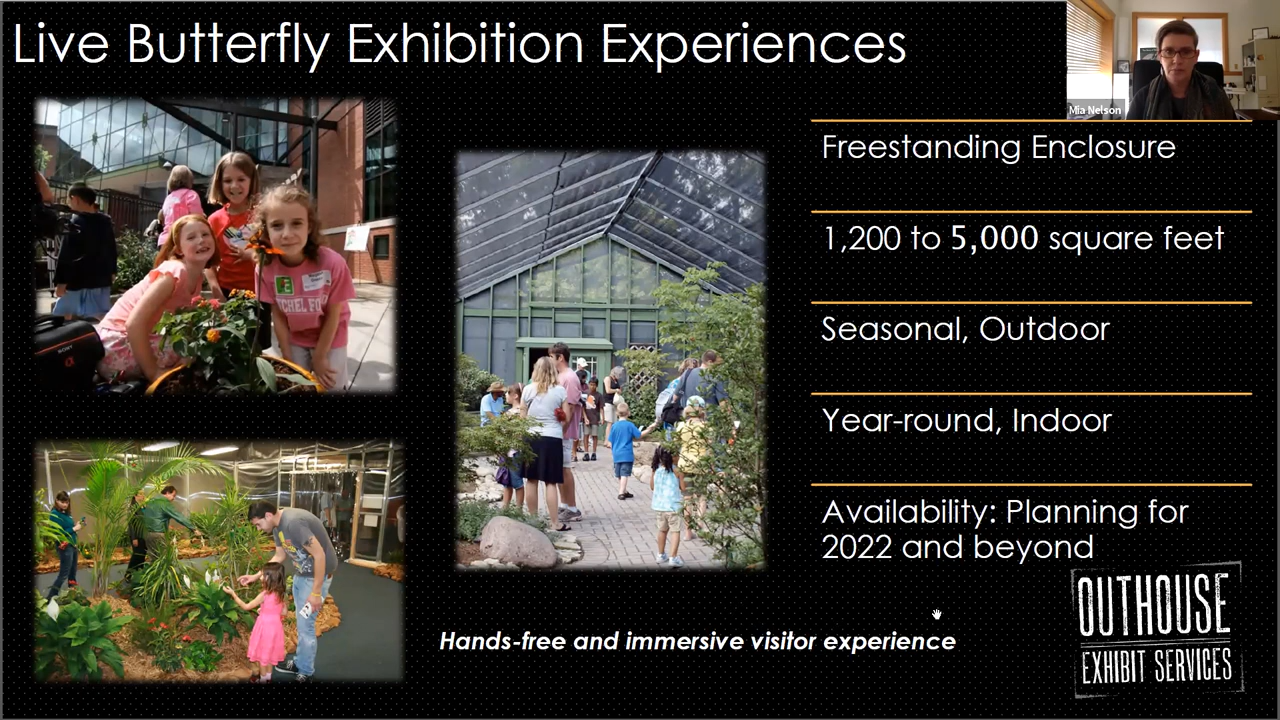 Live Butterfly Exhibition Experiences
Mia Nelson
Freestanding Enclosure
1,200 to 5,000 square feet
Seasonal, Outdoor
Year-round, Indoor
Availability: Planning for
2022 and beyond
SONY
Hands-free and immersive visitor experience
OUTHOUSE
EXHIBIT SERVICES